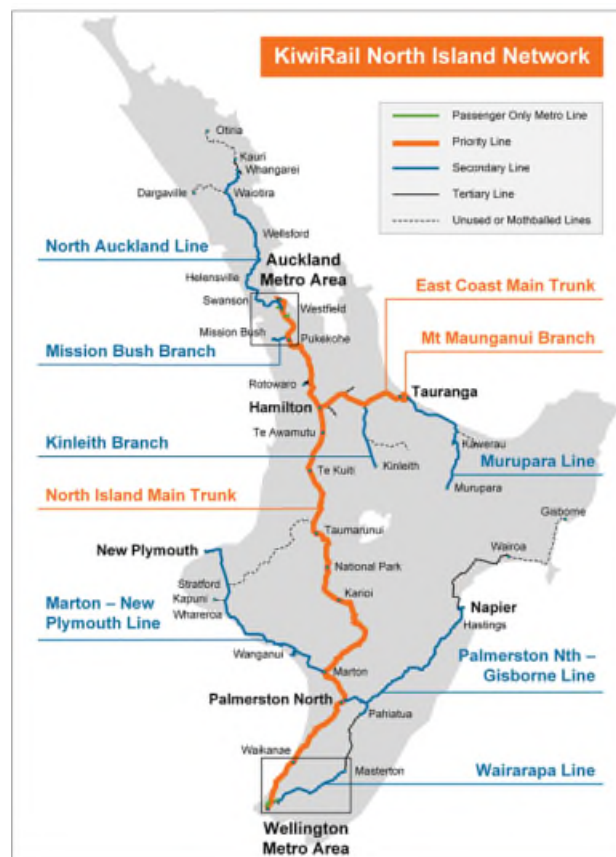 KiwiRail North Island Network
Passenger Only Metro Line
Priority Line
Secondary Line
Tertiary Line
Unused or Mothballed Lines
Otiria
Kauri
Whangarei
Dargaville
Waiotira
Wellsford
North Auckland Line
Auckland
Metro Area
Helensville
Swanson
Westfield
East Coast Main Trunk
Mission Bush
Pukekohe
Mt Maunganui Branch
Mission Bush Branch
Rotowaro
Tauranga
Hamilton
Te Awamutu
Kawerau
Kinleith Branch
Kinleith
Murupara Line
Te Kuiti
Murupara
North Island Main Trunk
Gisborne
Taumarunui
Wairoa
New Plymouth
National Park
Stratford
Kapuni
Karioi
Marton – New
Plymouth Line
Whareroa
Napier
Hastings
Wanganui
Marton
Palmerston Nth –
Gisborne Line
Palmerston North
Pahiatua
Waikanae
Masterton
Wairarapa Line
Wellington
Metro Area